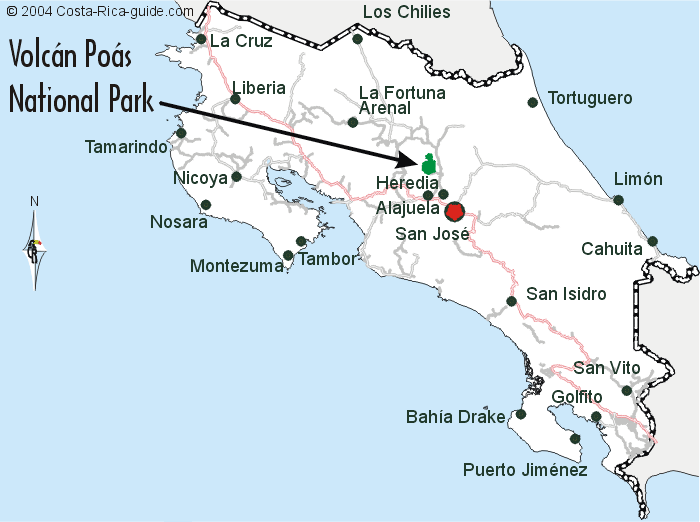 © 2004 Costa-Rica-guide.com
Los Chilies
La Cruz
Volcán Poás
National Park
Liberia
La Fortuna
Arenal
Tortuguero
Tamarindo
Nicoya
Heredia
Limón
Nosara
Alajuela
San José
Cahuita
Montezuma
Tambor
San Isidro
San Vito
Golfito
Bahía Drake
Puerto Jiménez
N